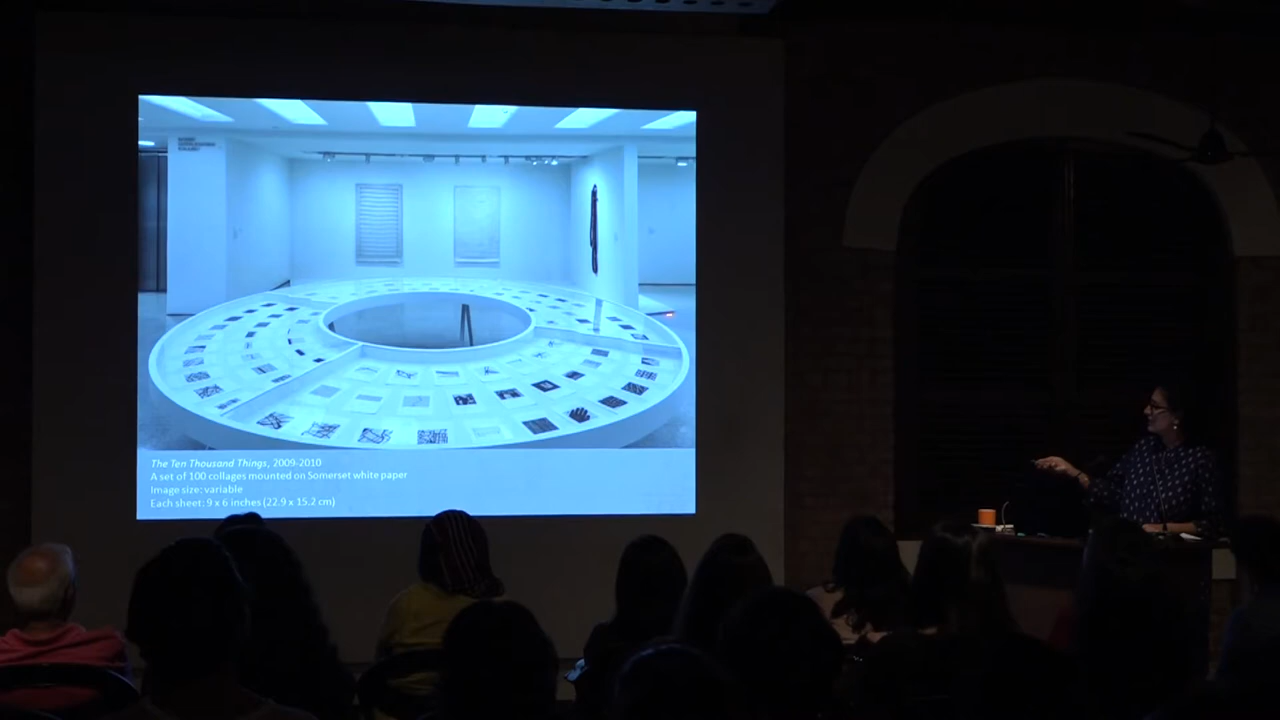 The Ten Thousand Things, 2009-2010
A set of 100 collages mounted on Somerset white paper
Image size: variable
Each sheet: 9 x 6 inches (22.9 x 15.2 cm)